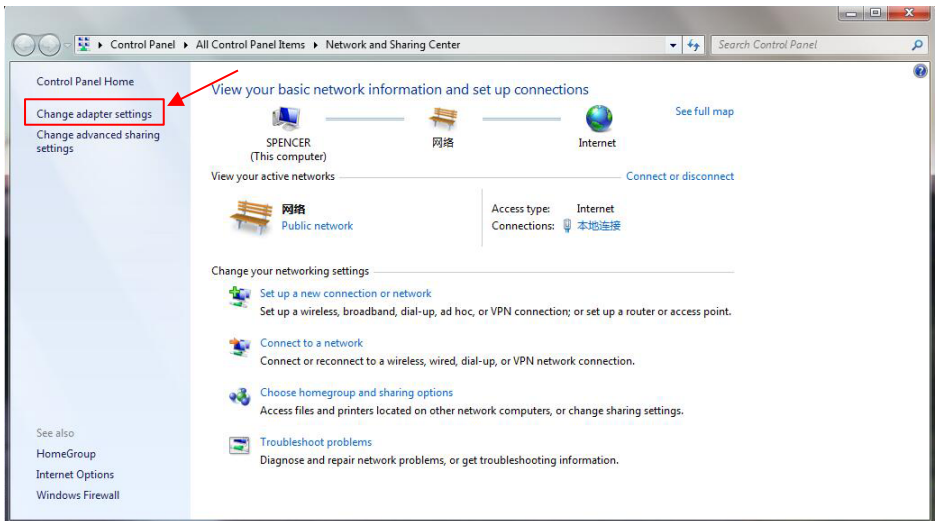 Control Panel ▸ All Control Panel Items ▸ Network and Sharing Center
Search Control Panel
Control Panel Home
Change adapter settings
Change advanced sharing
settings
See also
HomeGroup
Internet Options
Windows Firewall
View your basic network information and set up connections
See full map
SPENCER
(This computer)
网络
Internet
View your active networks
Connect or disconnect
网络
Public network
Access type: Internet
Connections: 本地连接
Change your networking settings
Set up a new connection or network
Set up a wireless, broadband, dial-up, ad hoc, or VPN connection; or set up a router or access point.
Connect to a network
Connect or reconnect to a wireless, wired, dial-up, or VPN network connection.
Choose homegroup and sharing options
Access files and printers located on other network computers, or change sharing settings.
Troubleshoot problems
Diagnose and repair network problems, or get troubleshooting information.